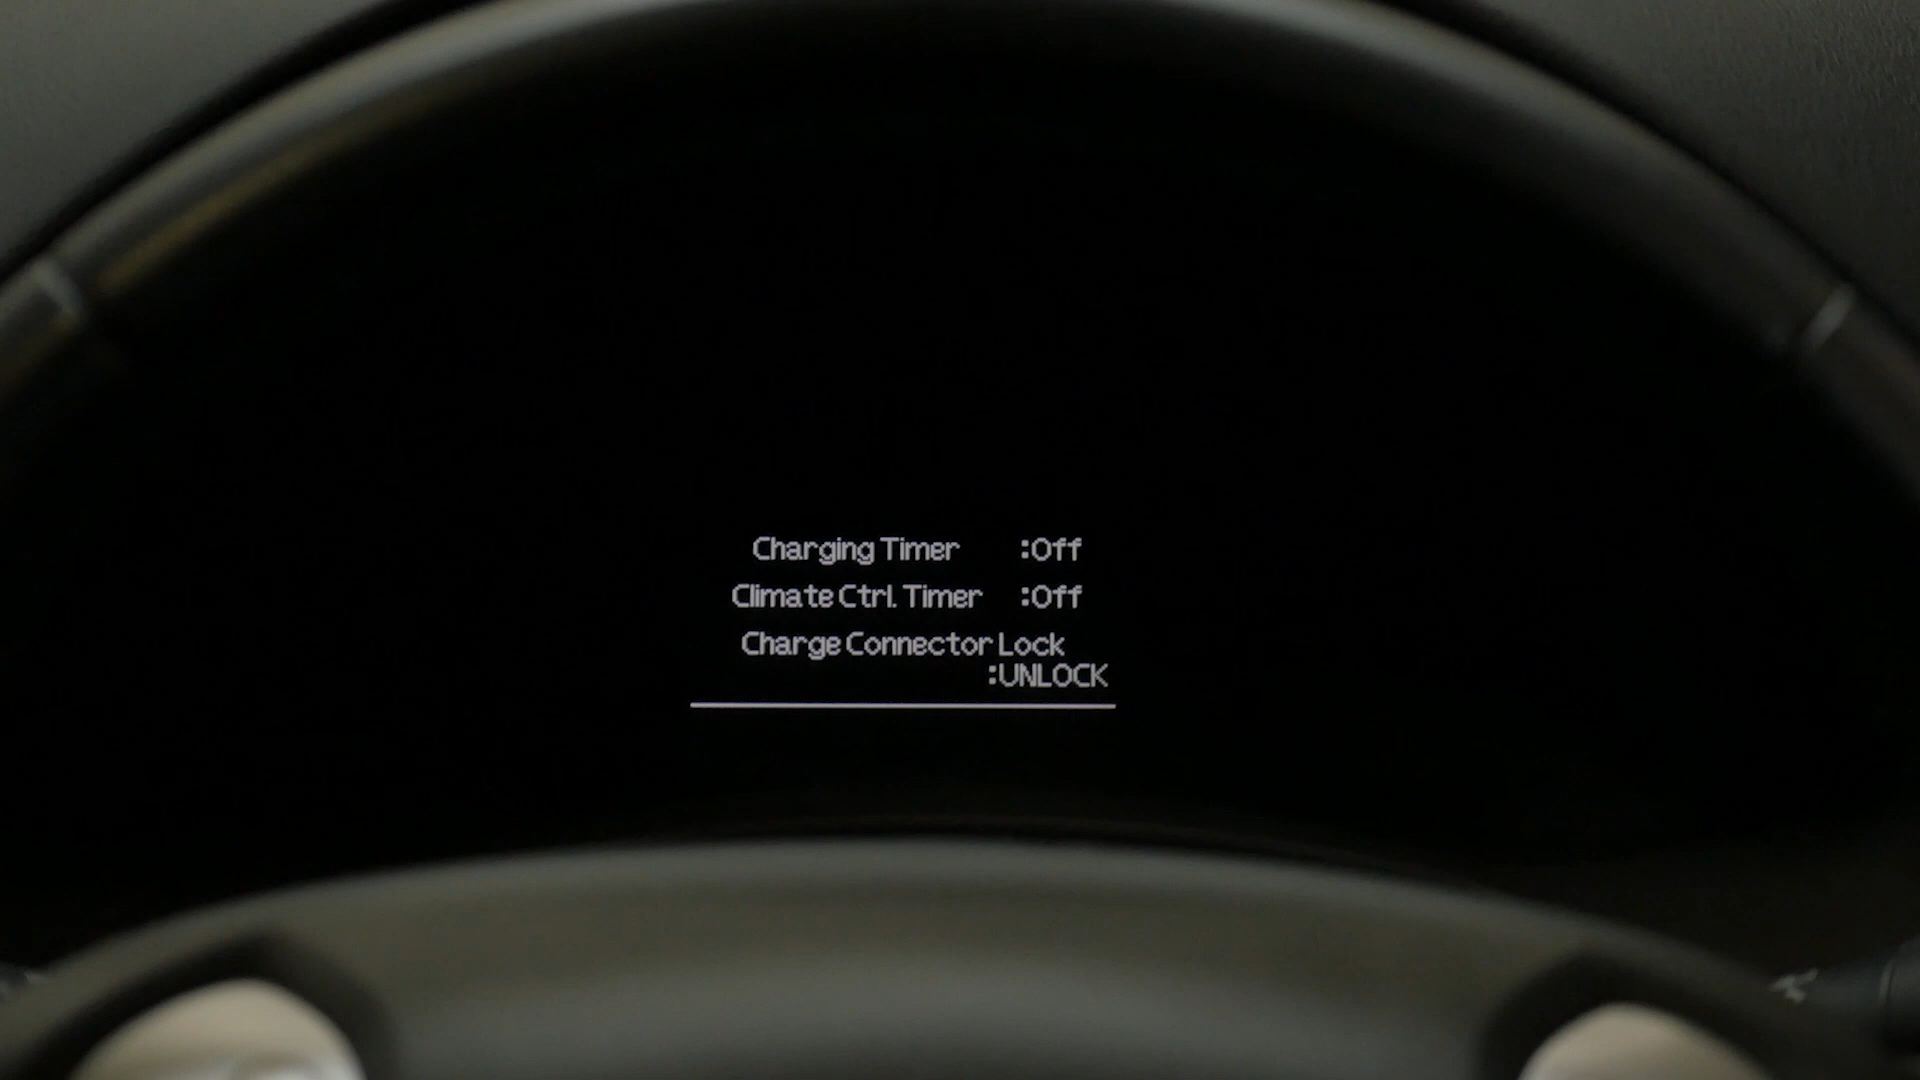 Charging Timer :Off
Climate Ctrl. Timer :Off
Charge Connector Lock
:UNLOCK